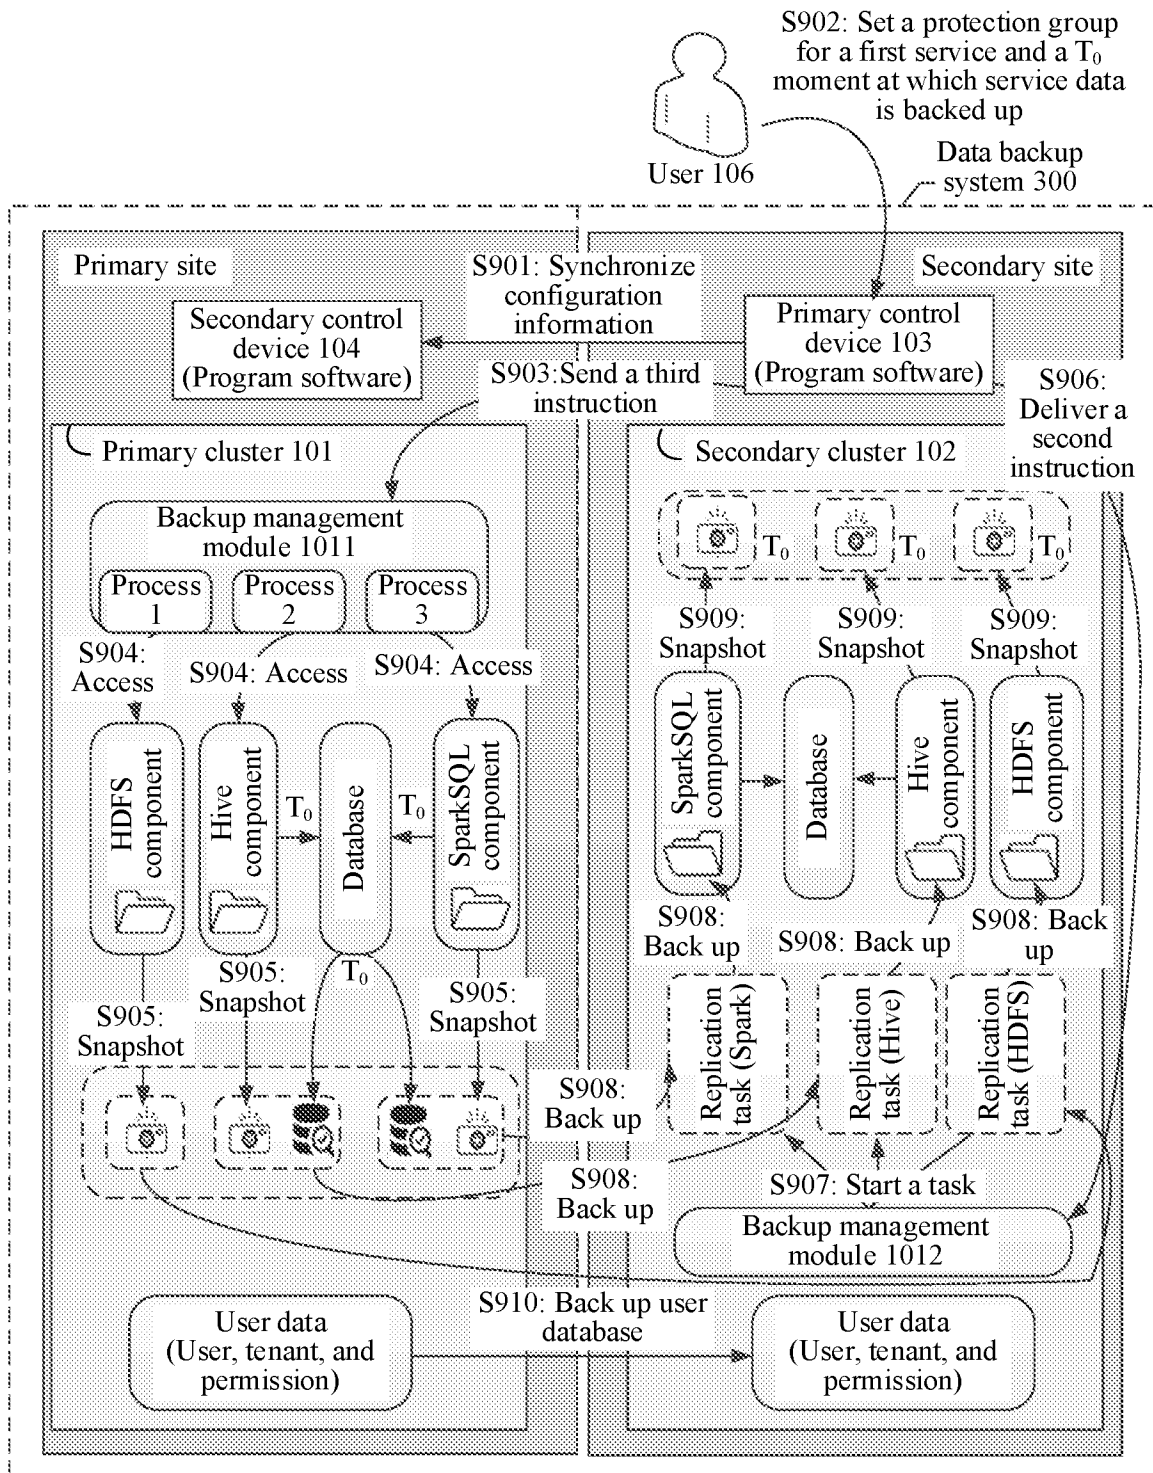 S902: Set a protection group
for a first service and a T₀
moment at which service data
is backed up
User 106
Data backup
system 300
Primary site
S901: Synchronize
configuration
information
Secondary site
Secondary control
device 104
(Program software)
Primary control
device 103
(Program software)
S903:Send a third
instruction
S906:
Deliver a
second
instruction
Primary cluster 101
Secondary cluster 102
Backup management
module 1011
Process
1
Process
2
Process
3
T₀
T₀
T₀
S904:
Access
S904: Access
S904: Access
S909:
Snapshot
S909:
Snapshot
S909:
Snapshot
HDFS
component
Hive
component
T₀
Database
T₀
SparkSQL
component
SparkSQL
component
Database
Hive
component
HDFS
component
S908:
Back up
S908: Back up
S908: Back
up
T₀
S905:
Snapshot
S905:
Snapshot
S905:
Snapshot
Replication
task (Spark)
Replication
task (Hive)
Replication
task (HDFS)
S908:
Back up
S908:
Back up
S907: Start a task
Backup management
module 1012
S910: Back up user
database
User data
(User, tenant, and
permission)
User data
(User, tenant, and
permission)